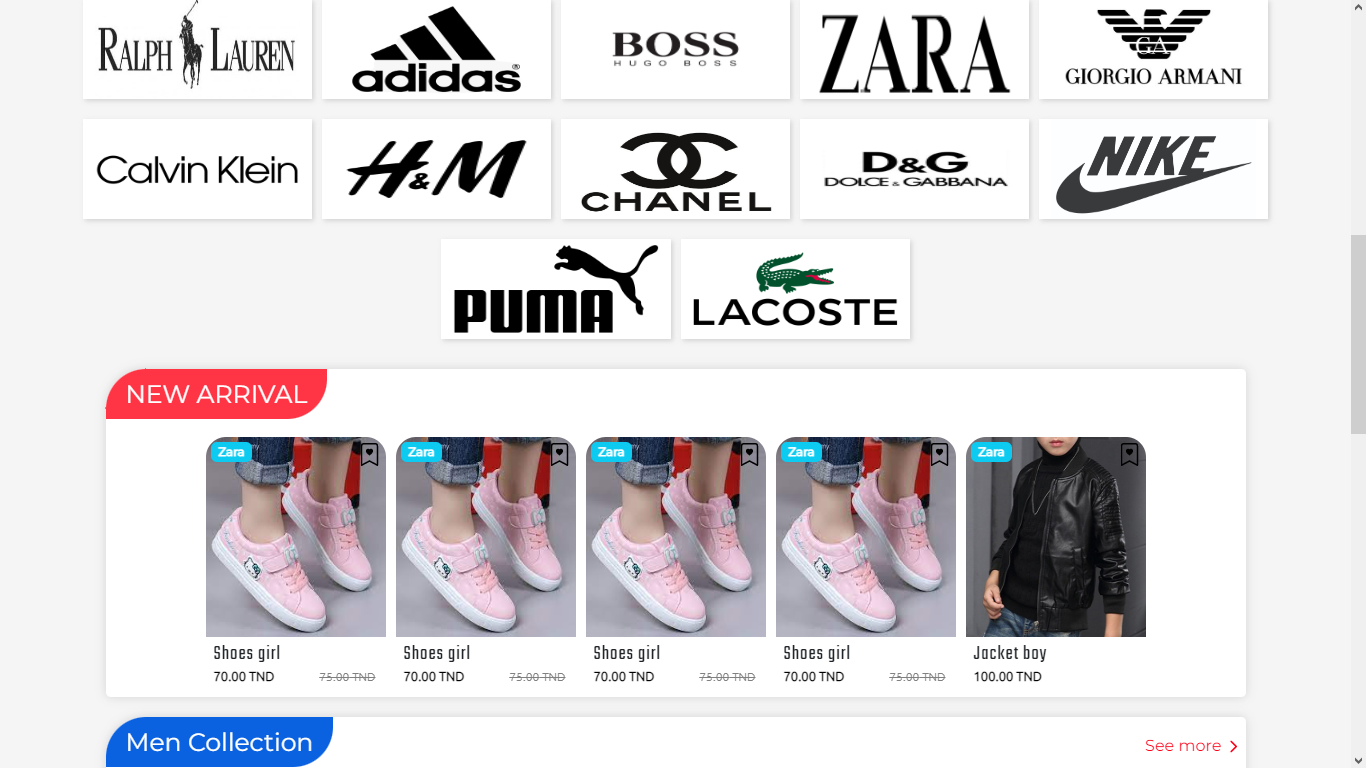 RALPH LAUREN
adidas®
BOSS
HUGO BOSS
ZARA
GA
GIORGIO ARMANI
Calvin Klein
H&M
CHANEL
D&G
DOLCE & GABBANA
NIKE
PUMA
LACOSTE
NEW ARRIVAL
Zara
Zara
Zara
Zara
Zara
Shoes girl
Shoes girl
Shoes girl
Shoes girl
Jacket boy
70.00 TND 75.00 TND
70.00 TND 75.00 TND
70.00 TND 75.00 TND
70.00 TND 75.00 TND
100.00 TND
Men Collection
See more